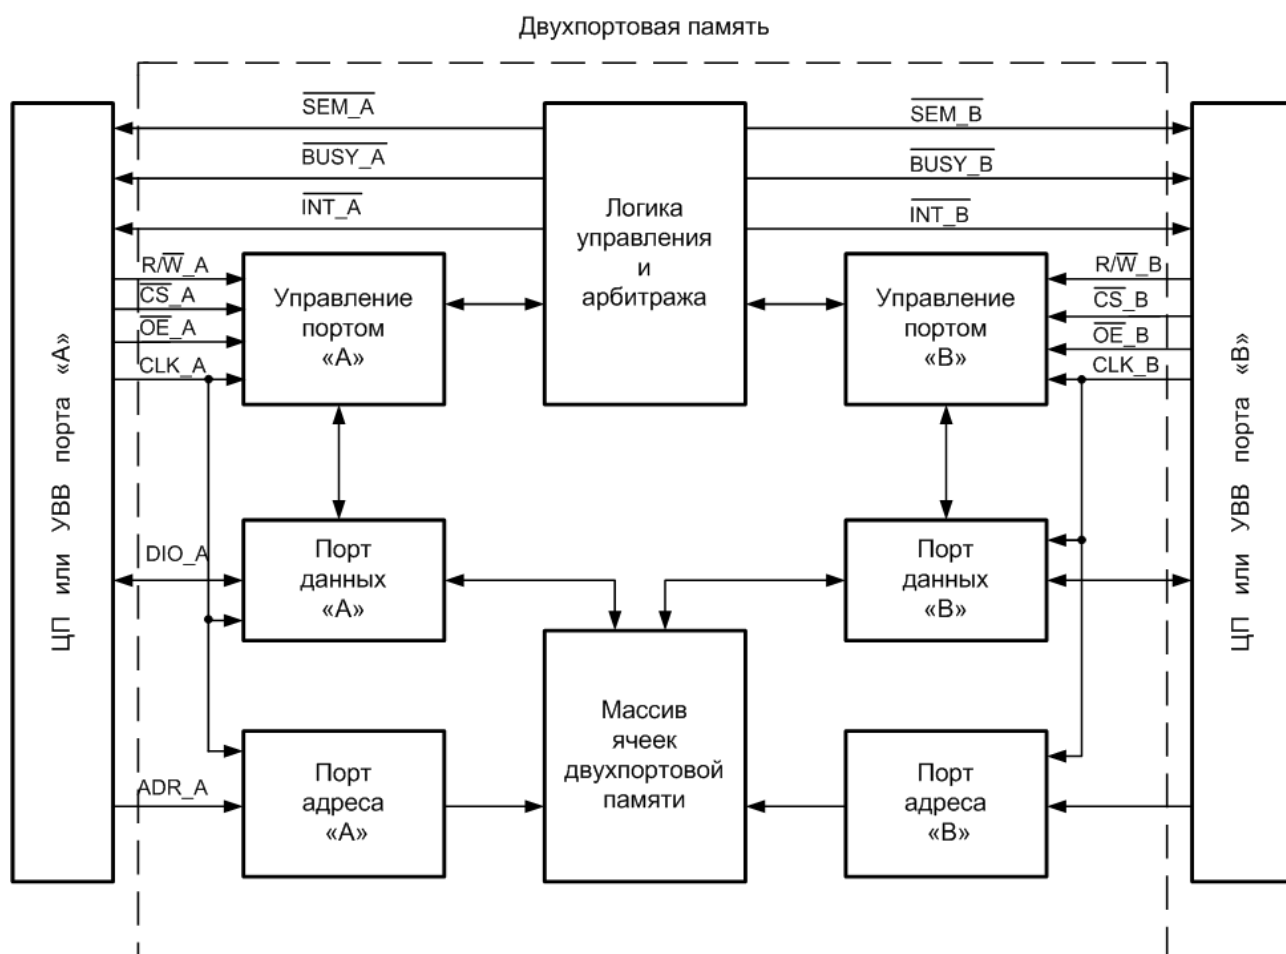 Двухпортовая память
ЦП или УВВ порта «А»
SEM_A
BUSY_A
INT_A
R/W_A
CS_A
OE_A
CLK_A
DIO_A
ADR_A
Управление
портом
«А»
Порт
данных
«А»
Порт
адреса
«А»
Логика
управления
и
арбитража
Массив
ячеек
двухпортовой
памяти
SEM_B
BUSY_B
INT_B
R/W_B
CS_B
OE_B
CLK_B
Управление
портом
«В»
Порт
данных
«В»
Порт
адреса
«В»
ЦП или УВВ порта «В»